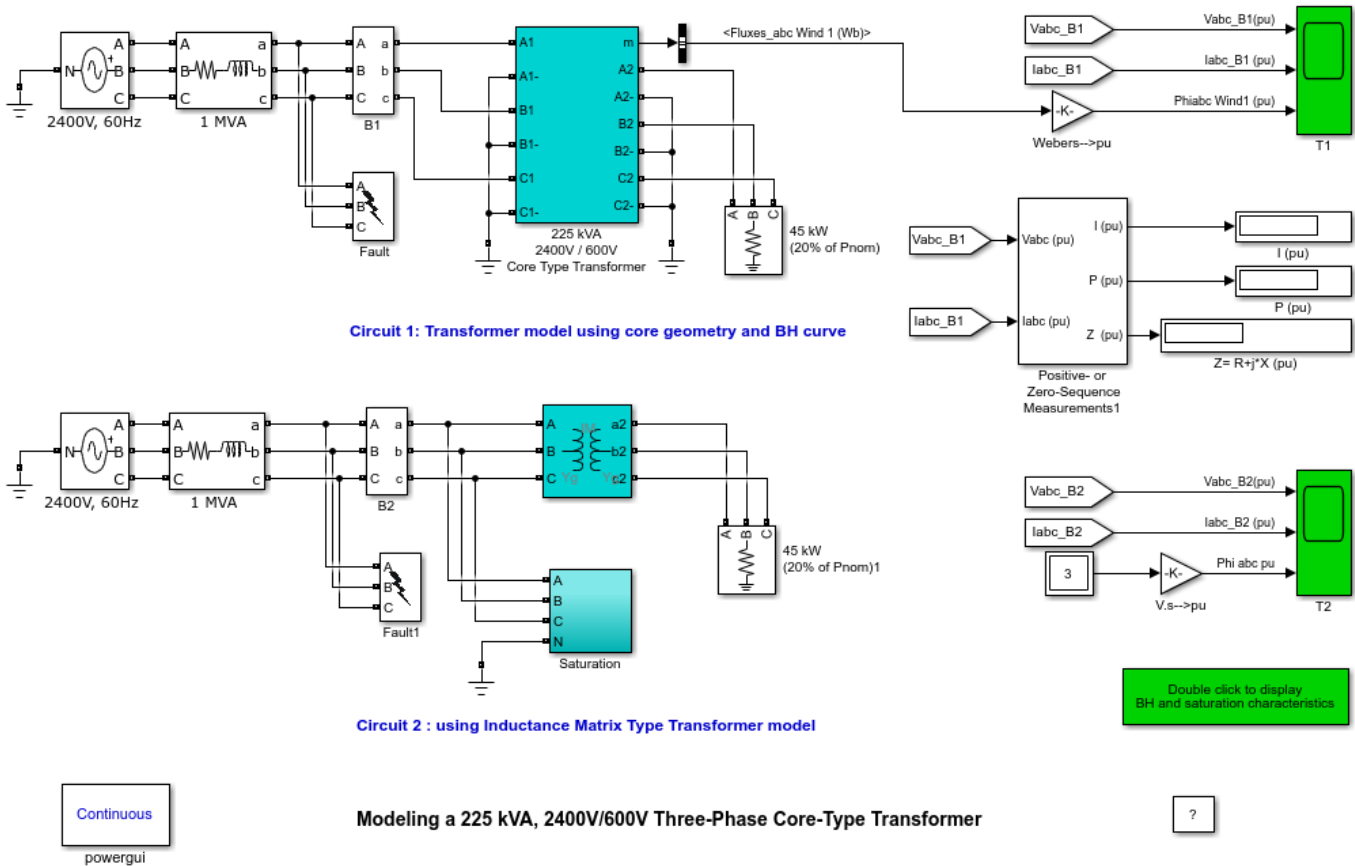 N
A
B
C
2400V, 60Hz
A
B
C
a
b
c
1 MVA
A
B
C
a
b
c
B1
A
B
C
Fault
A1
A1-
B1
B1-
C1
C1-
m
A2
A2-
B2
B2-
C2
C2-
225 kVA
2400V / 600V
Core Type Transformer
<Fluxes_abc Wind 1 (Wb)>
A
B
C
45 kW
(20% of Pnom)
Vabc_B1
Iabc_B1
-K-
Webers-->pu
Vabc_B1(pu)
Iabc_B1 (pu)
Phiabc Wind1 (pu)
T1
Vabc_B1
Iabc_B1
Vabc (pu)
Iabc (pu)
I (pu)
P (pu)
Z (pu)
Positive- or
Zero-Sequence
Measurements1
I (pu)
P (pu)
Z= R+j*X (pu)
Circuit 1: Transformer model using core geometry and BH curve
N
A
B
C
2400V, 60Hz
A
B
C
a
b
c
1 MVA
A
B
C
a
b
c
B2
A
B
C
Fault1
A
B
C
Yg
a2
b2
c2
A
B
C
45 kW
(20% of Pnom)1
A
B
C
N
Saturation
Vabc_B2
Iabc_B2
3
-K-
V.s-->pu
Vabc_B2(pu)
Iabc_B2 (pu)
Phi abc pu
T2
Double click to display
BH and saturation characteristics
Circuit 2 : using Inductance Matrix Type Transformer model
Continuous
powergui
Modeling a 225 kVA, 2400V/600V Three-Phase Core-Type Transformer
?